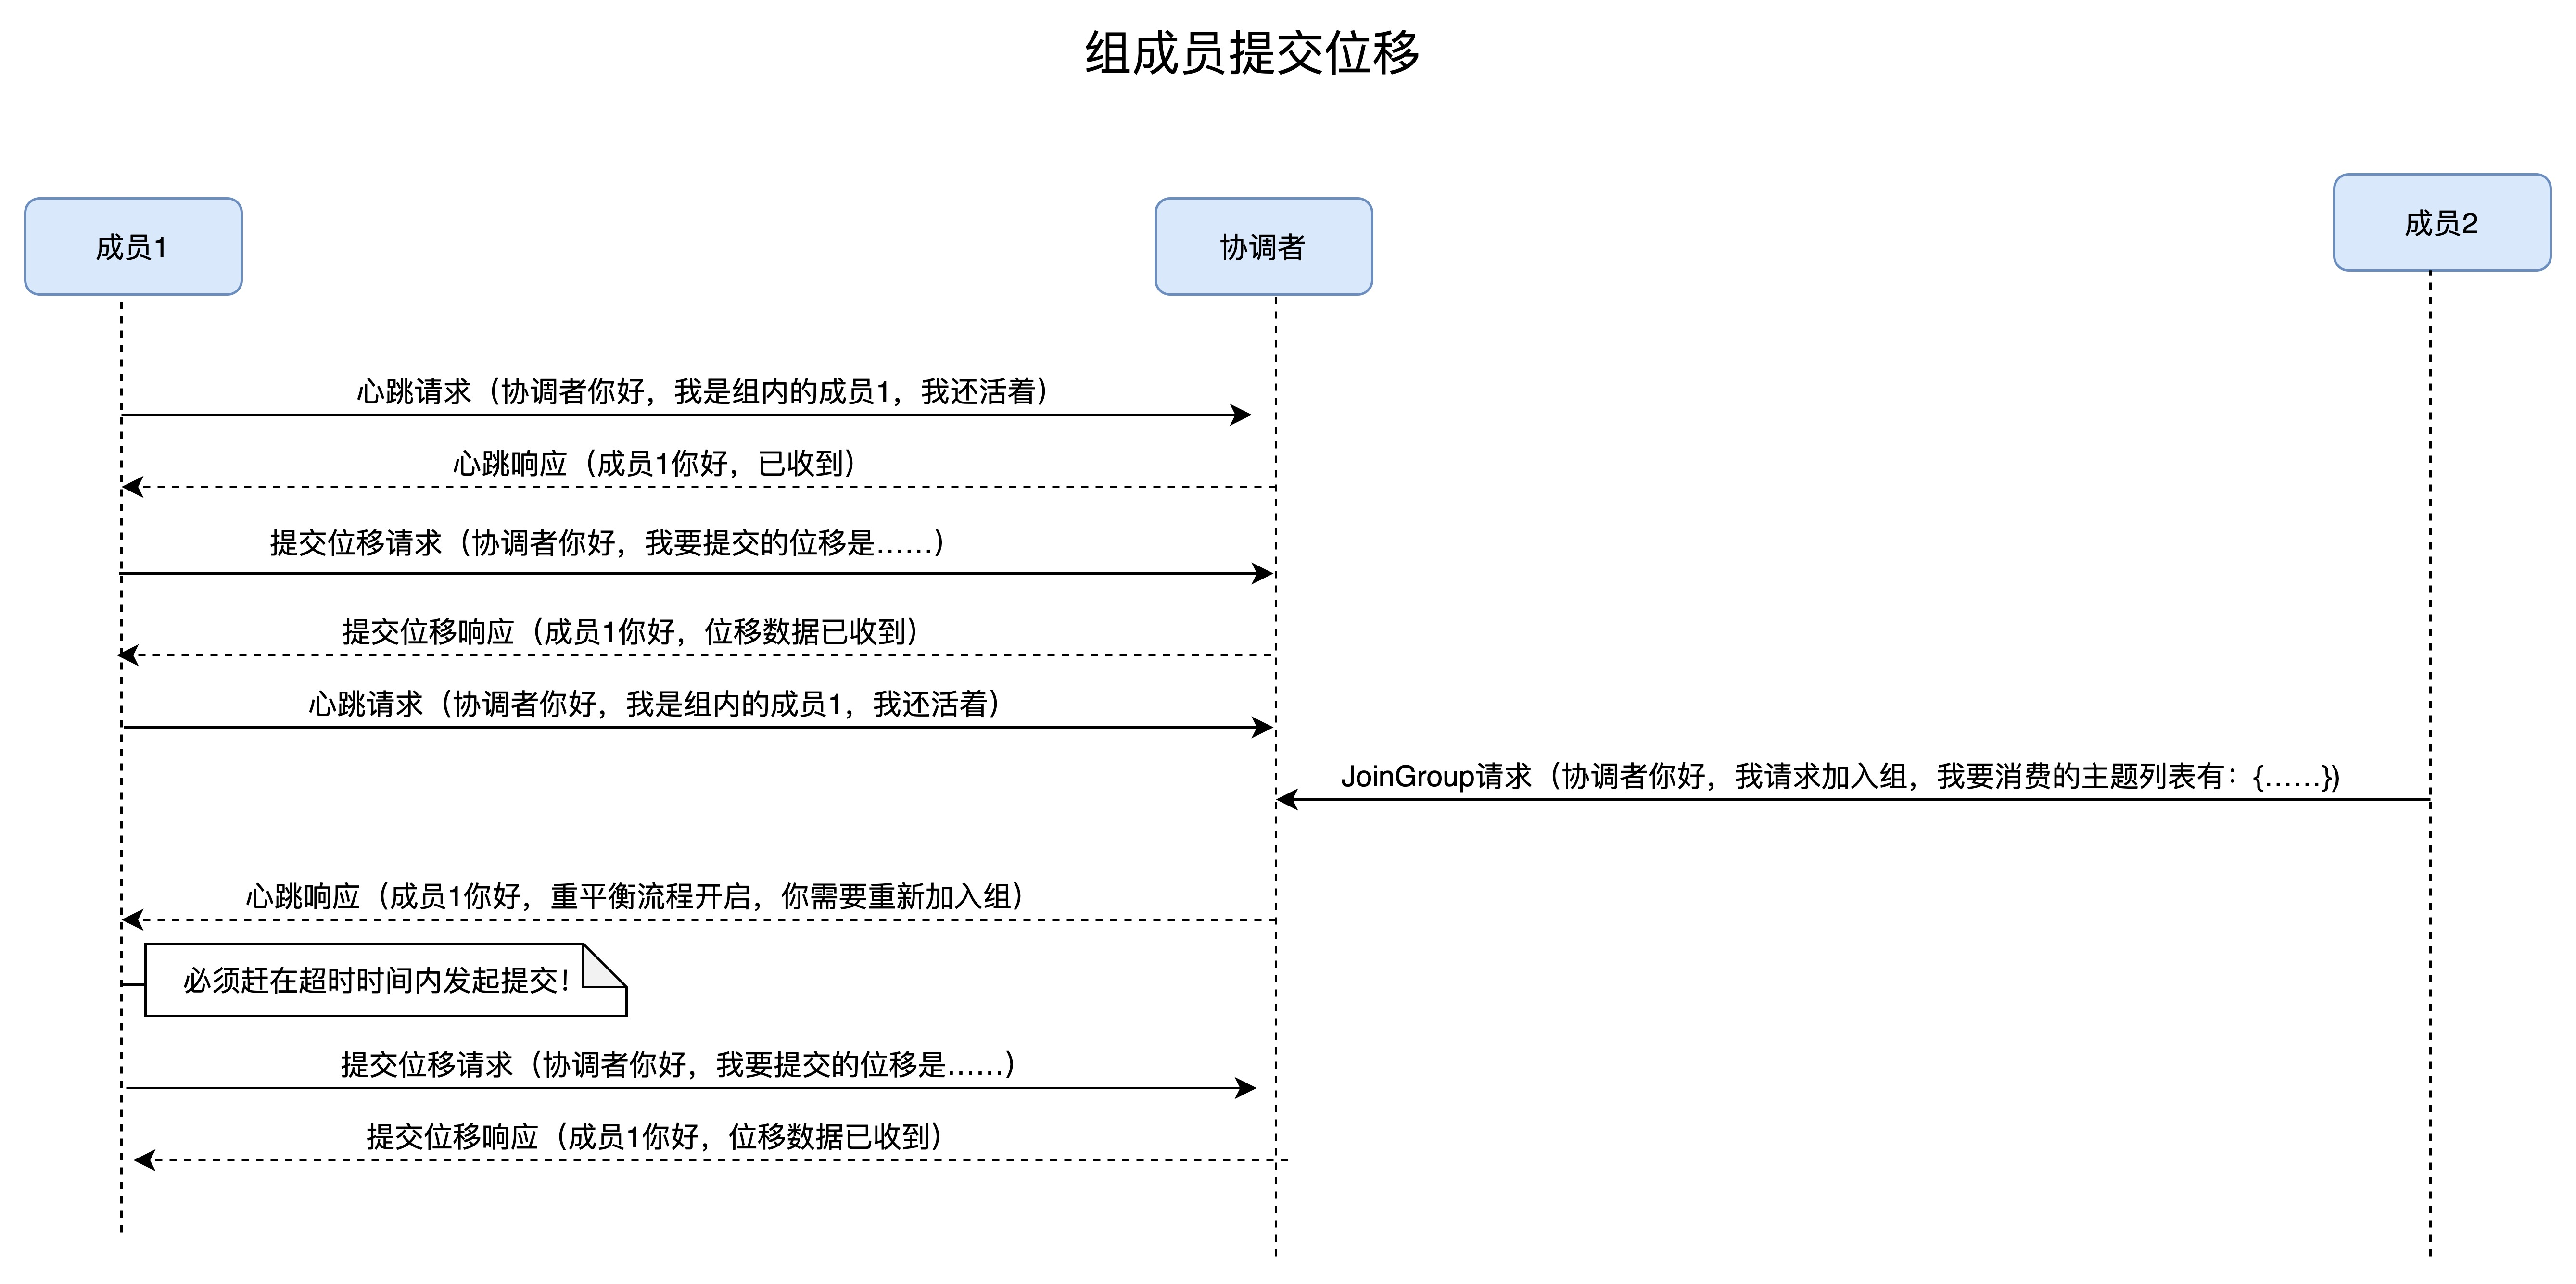 组成员提交位移
成员1
协调者
成员2
心跳请求（协调者你好，我是组内的成员1，我还活着）
心跳响应（成员1你好，已收到）
提交位移请求（协调者你好，我要提交的位移是……）
提交位移响应（成员1你好，位移数据已收到）
心跳请求（协调者你好，我是组内的成员1，我还活着）
JoinGroup请求（协调者你好，我请求加入组，我要消费的主题列表有：{……}）
心跳响应（成员1你好，重平衡流程开启，你需要重新加入组）
必须赶在超时时间内发起提交！
提交位移请求（协调者你好，我要提交的位移是……）
提交位移响应（成员1你好，位移数据已收到）